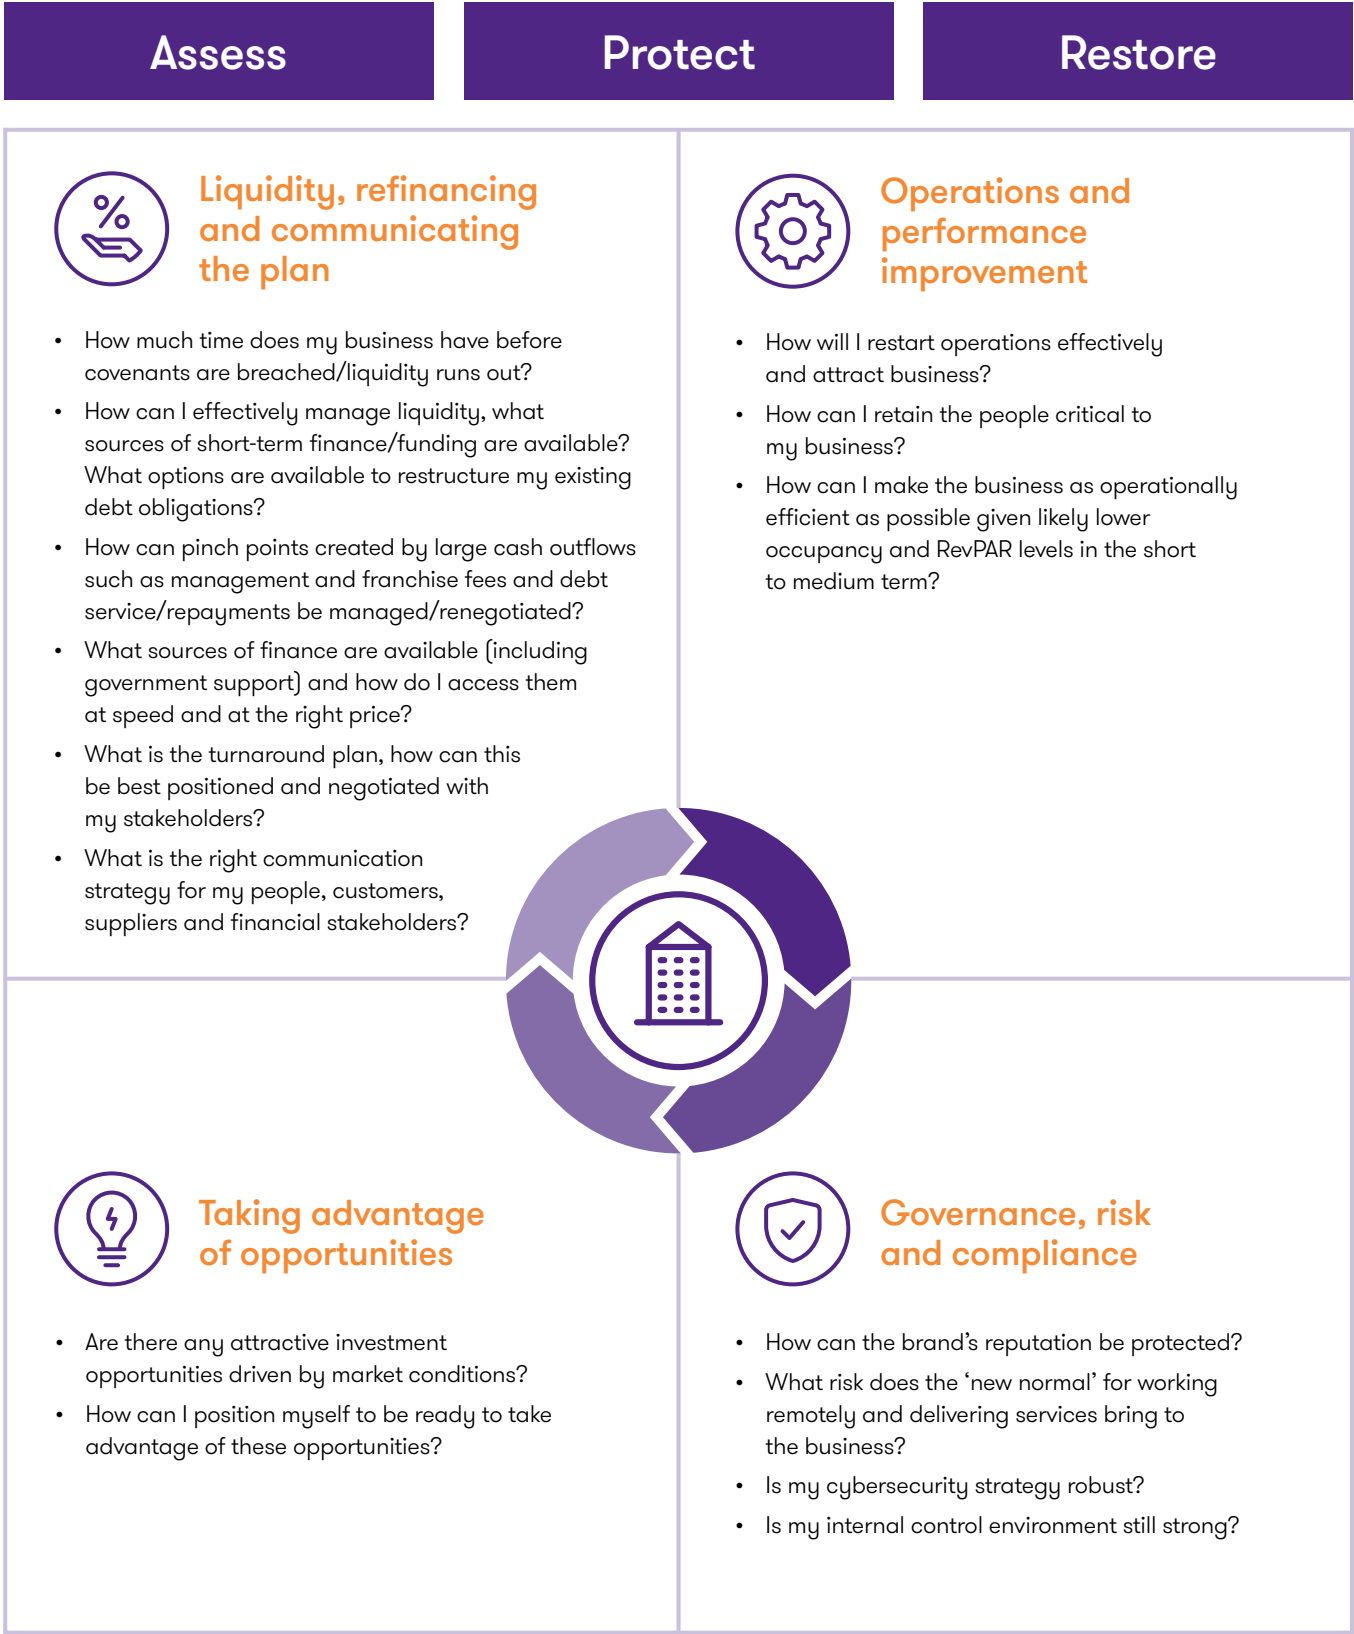 Assess
Protect
Restore
Liquidity, refinancing
and communicating
the plan
• How much time does my business have before
covenants are breached/liquidity runs out?
• How can I effectively manage liquidity, what
sources of short-term finance/funding are available?
What options are available to restructure my existing
debt obligations?
• How can pinch points created by large cash outflows
such as management and franchise fees and debt
service/repayments be managed/renegotiated?
• What sources of finance are available (including
government support) and how do I access them
at speed and at the right price?
• What is the turnaround plan, how can this
be best positioned and negotiated with
my stakeholders?
• What is the right communication
strategy for my people, customers,
suppliers and financial stakeholders?
Operations and
performance
improvement
• How will I restart operations effectively
and attract business?
• How can I retain the people critical to
my business?
• How can I make the business as operationally
efficient as possible given likely lower
occupancy and RevPAR levels in the short
to medium term?
Taking advantage
of opportunities
• Are there any attractive investment
opportunities driven by market conditions?
• How can I position myself to be ready to take
advantage of these opportunities?
Governance, risk
and compliance
• How can the brand’s reputation be protected?
• What risk does the ‘new normal’ for working
remotely and delivering services bring to
the business?
• Is my cybersecurity strategy robust?
• Is my internal control environment still strong?